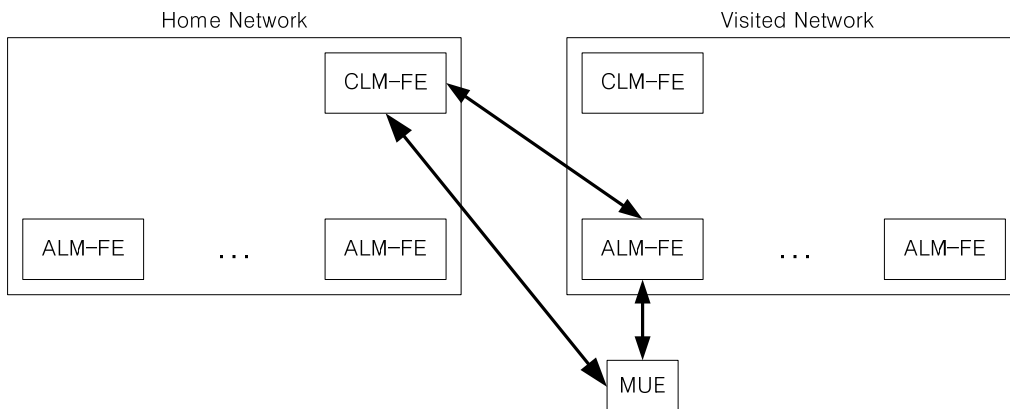 Home Network
Visited Network
CLM-FE
CLM-FE
ALM-FE
...
ALM-FE
ALM-FE
...
ALM-FE
MUE